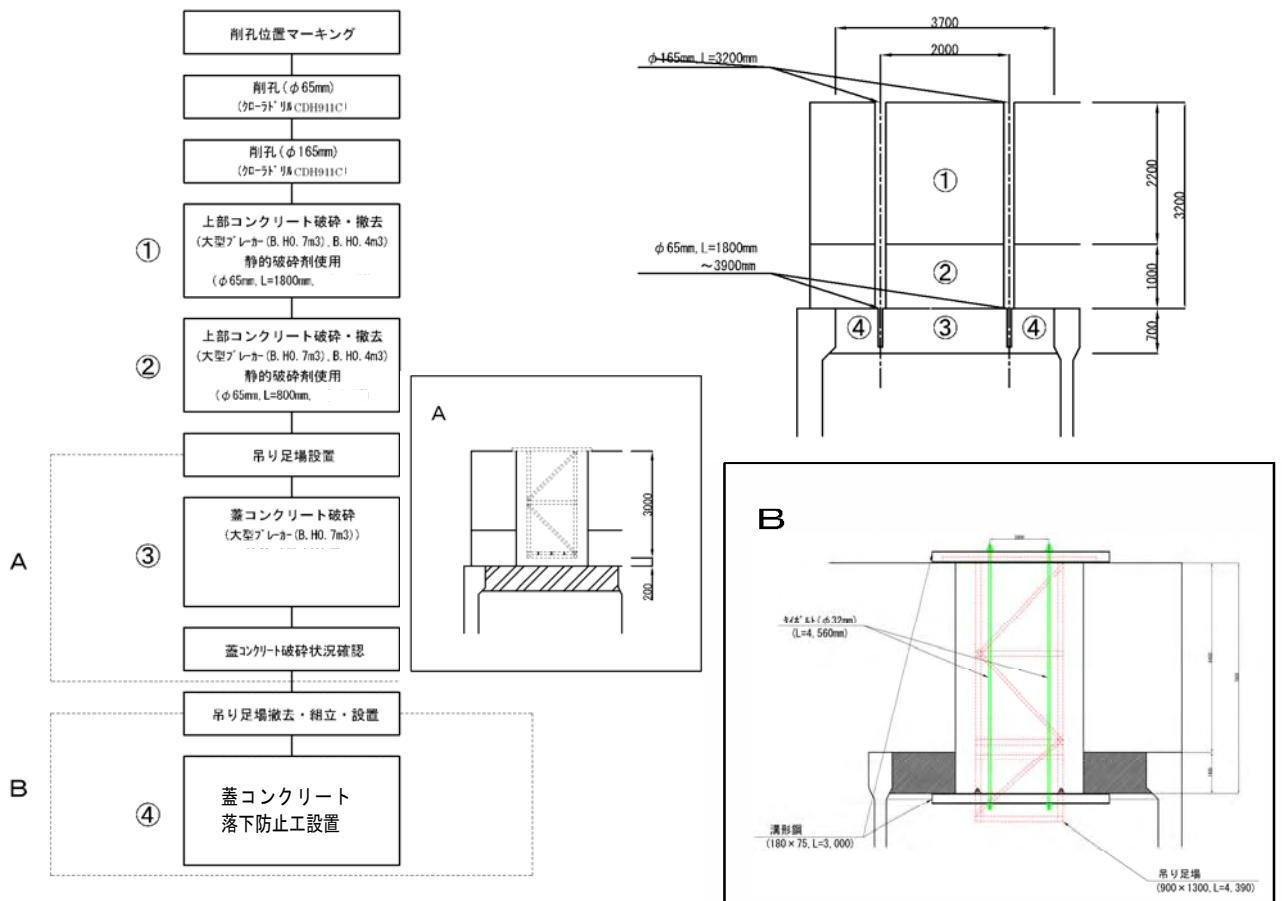 削孔位置マーキング
削孔(φ65mm)
(クローラドリルCDH911C)
削孔(φ165mm)
(クローラドリルCDH911C)
①
上部コンクリート破砕・撤去
(大型ブレーカー(B.H0.7m3),B.H0.4m3)
静的破砕剤使用
(φ65mm,L=1800mm,
②
上部コンクリート破砕・撤去
(大型ブレーカー(B.H0.7m3),B.H0.4m3)
静的破砕剤使用
(φ65mm,L=800mm,
吊り足場設置
A
③
蓋コンクリート破砕
(大型ブレーカー(B.H0.7m3))
蓋コンクリート破砕状況確認
吊り足場撤去・組立・設置
B
④
蓋コンクリート
落下防止工設置
A
3000
200
3700
2000
φ165mm,L=3200mm
①
2200
3200
φ65mm,L=1800mm
～3900mm
②
1000
④
③
④
700
B
タイボルト(φ32mm)
(L=4,560mm)
溝形鋼
(180×75,L=3,000)
吊り足場
(900×1300,L=4,390)